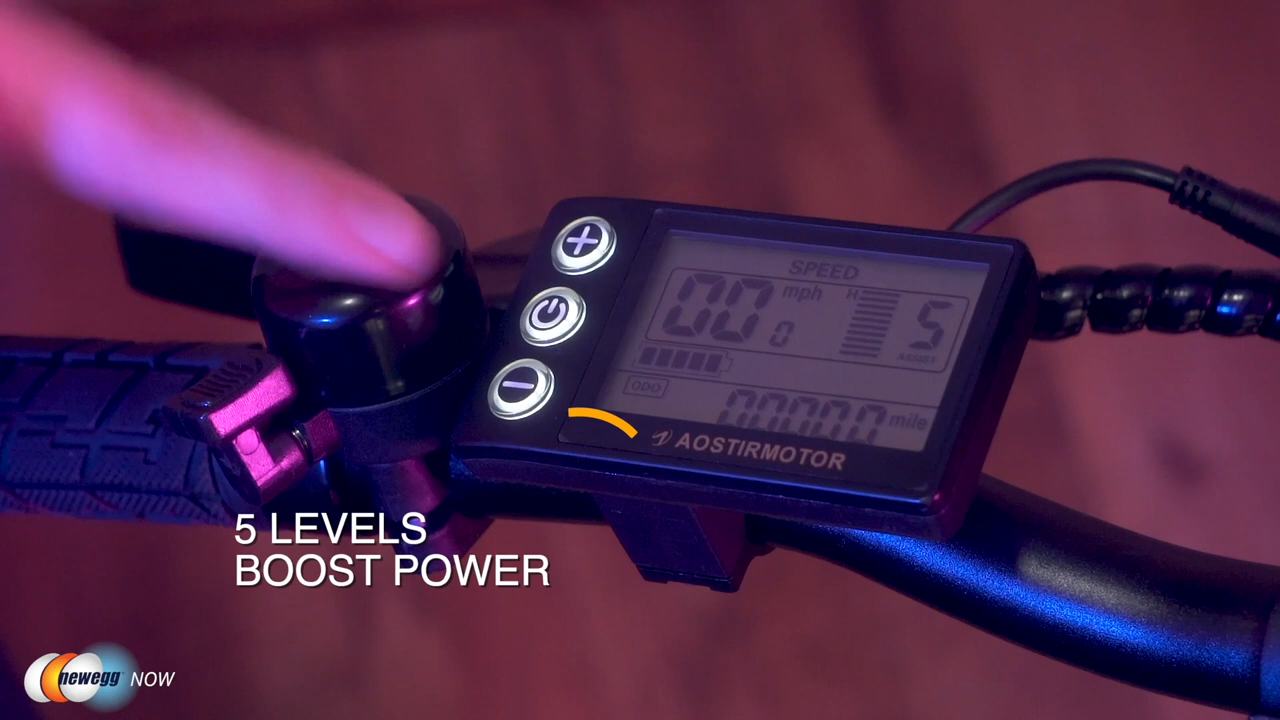 SPEED
00 0 mph H 5
ASSIST
ODO
00000 mile
AOSTIRMOTOR
5 LEVELS
BOOST POWER
newegg NOW